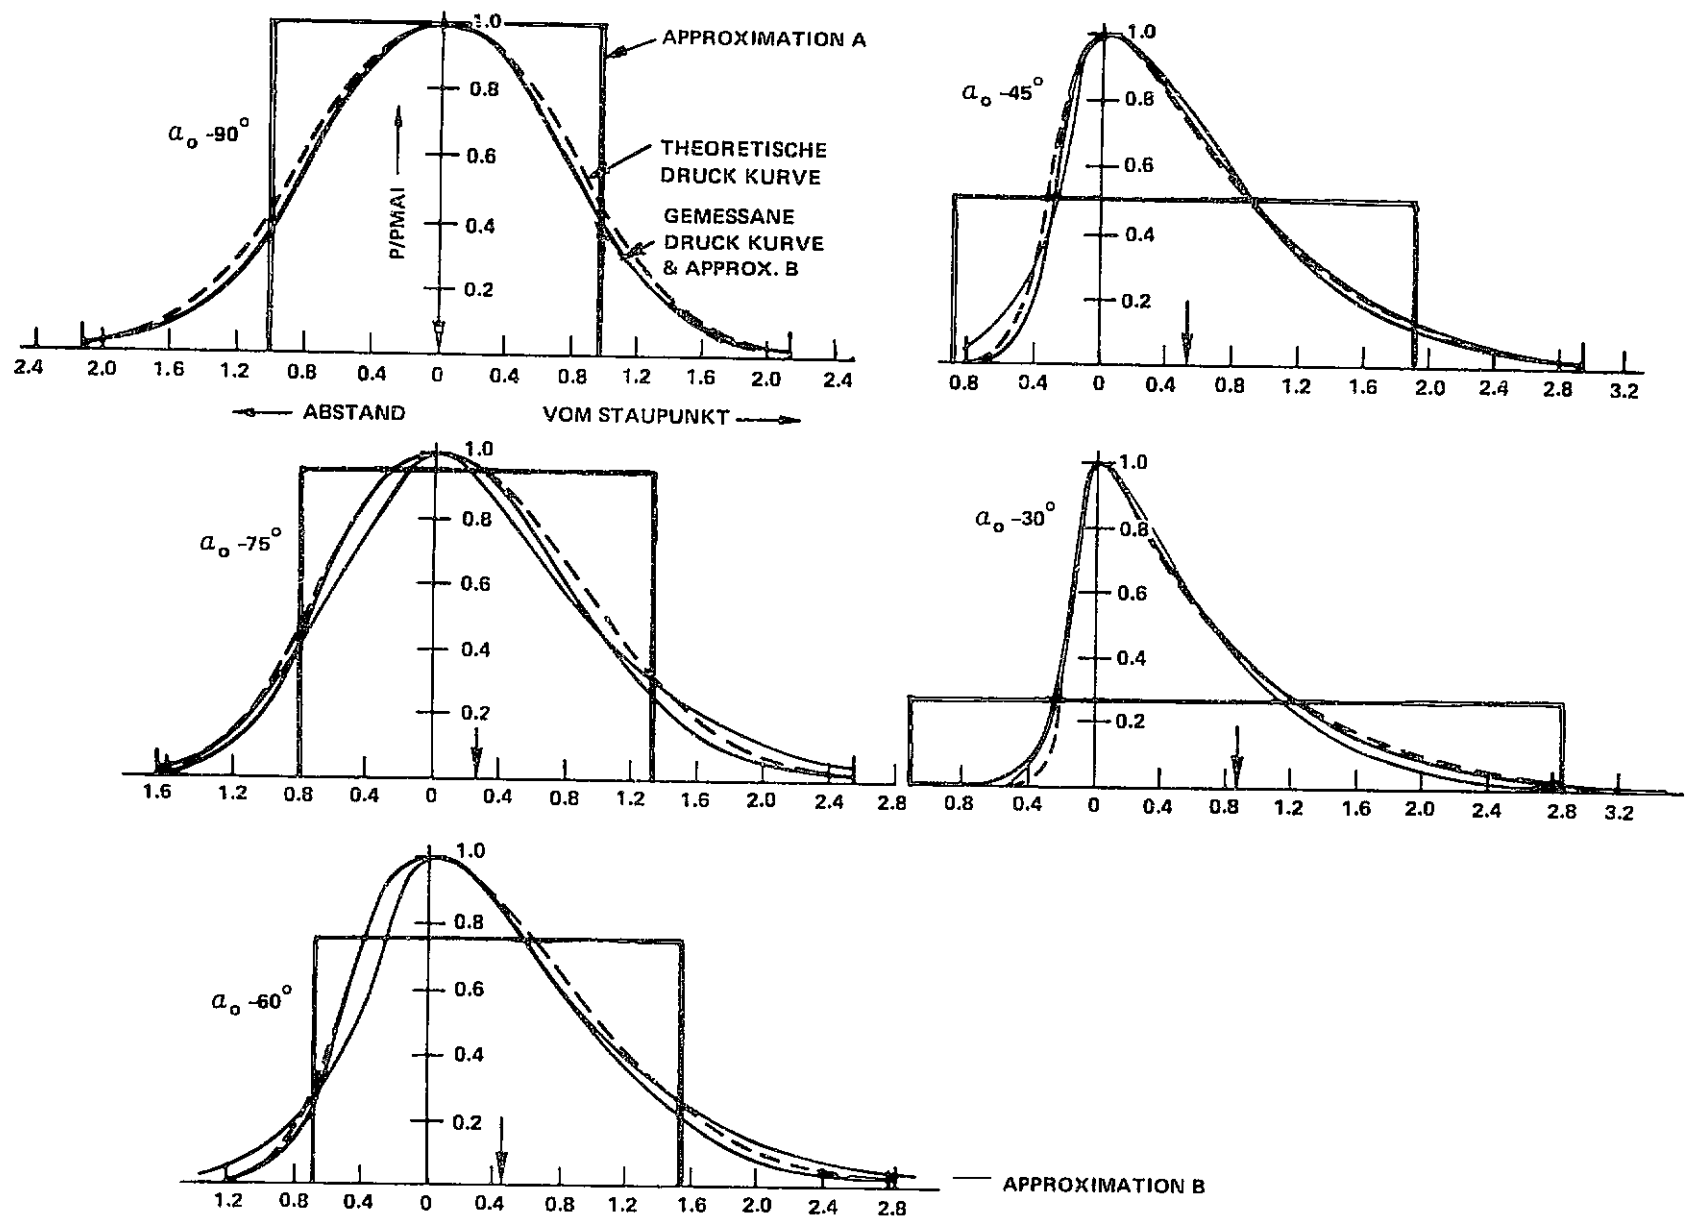 1.0
APPROXIMATION A
0.8
a₀ -90°
P/PMAI
0.6
THEORETISCHE
DRUCK KURVE
0.4
GEMESSANE
DRUCK KURVE
& APPROX. B
0.2
2.4 2.0 1.6 1.2 0.8 0.4 0 0.4 0.8 1.2 1.6 2.0 2.4
ABSTAND VOM STAUPUNKT
1.0
a₀ -45°
0.8
0.6
0.4
0.2
0.8 0.4 0 0.4 0.8 1.2 1.6 2.0 2.4 2.8 3.2
1.0
a₀ -75°
0.8
0.6
0.4
0.2
1.6 1.2 0.8 0.4 0 0.4 0.8 1.2 1.6 2.0 2.4 2.8
1.0
a₀ -30°
0.8
0.6
0.4
0.2
0.8 0.4 0 0.4 0.8 1.2 1.6 2.0 2.4 2.8 3.2
1.0
0.8
a₀ -60°
0.6
0.4
0.2
1.2 0.8 0.4 0 0.4 0.8 1.2 1.6 2.0 2.4 2.8
APPROXIMATION B